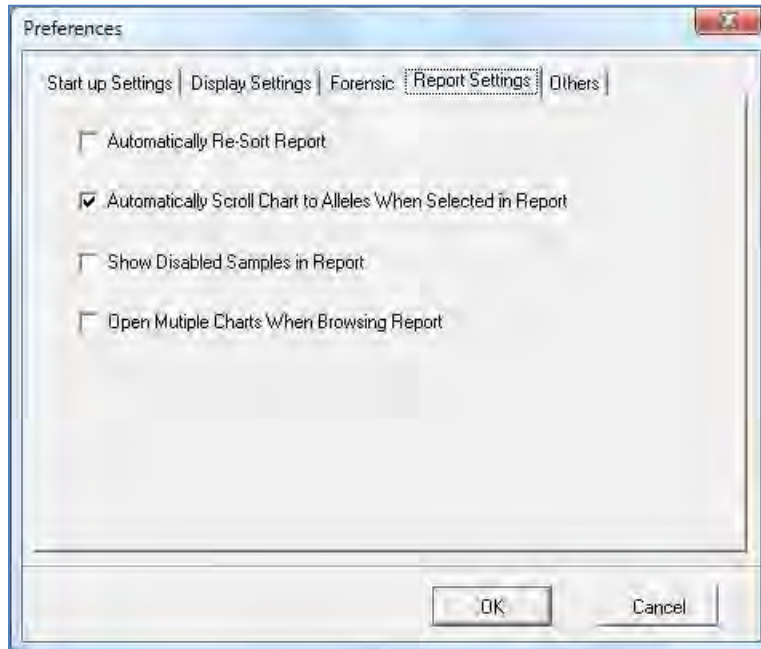 Preferences
Start up Settings Display Settings Forensic Report Settings Others
Automatically Re-Sort Report
Automatically Scroll Chart to Alleles When Selected in Report
Show Disabled Samples in Report
Open Mutiple Charts When Browsing Report
OK Cancel